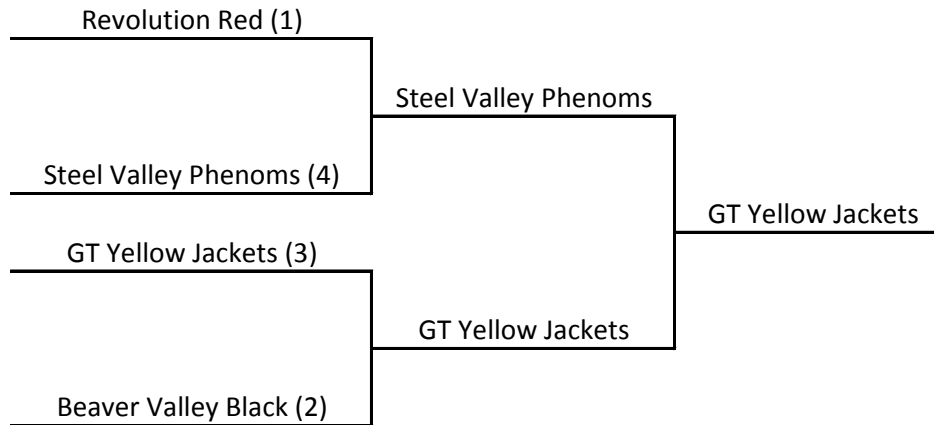 Revolution Red (1)
Steel Valley Phenoms
Steel Valley Phenoms (4)
GT Yellow Jackets
GT Yellow Jackets (3)
GT Yellow Jackets
Beaver Valley Black (2)